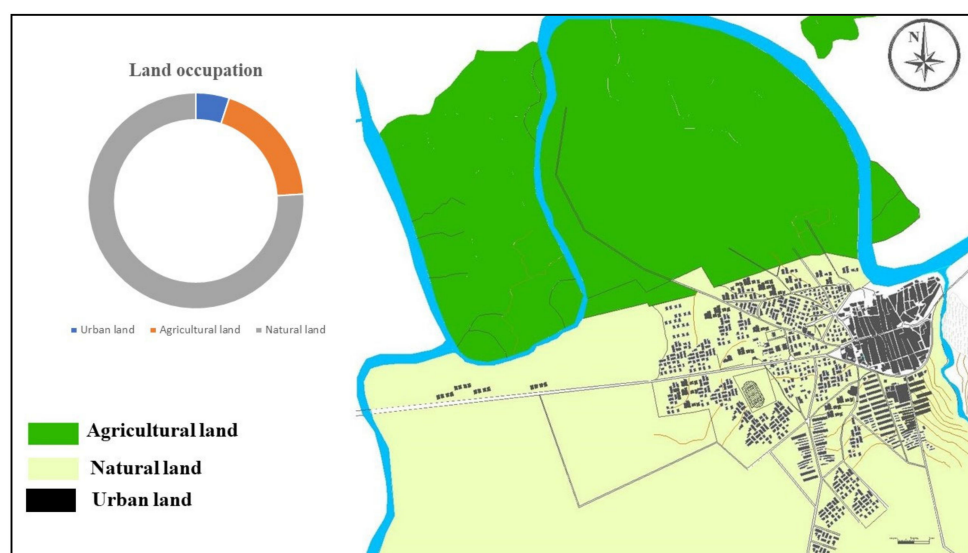 Land occupation
Urban land
Agricultural land
Natural land
Agricultural land
Natural land
Urban land
N